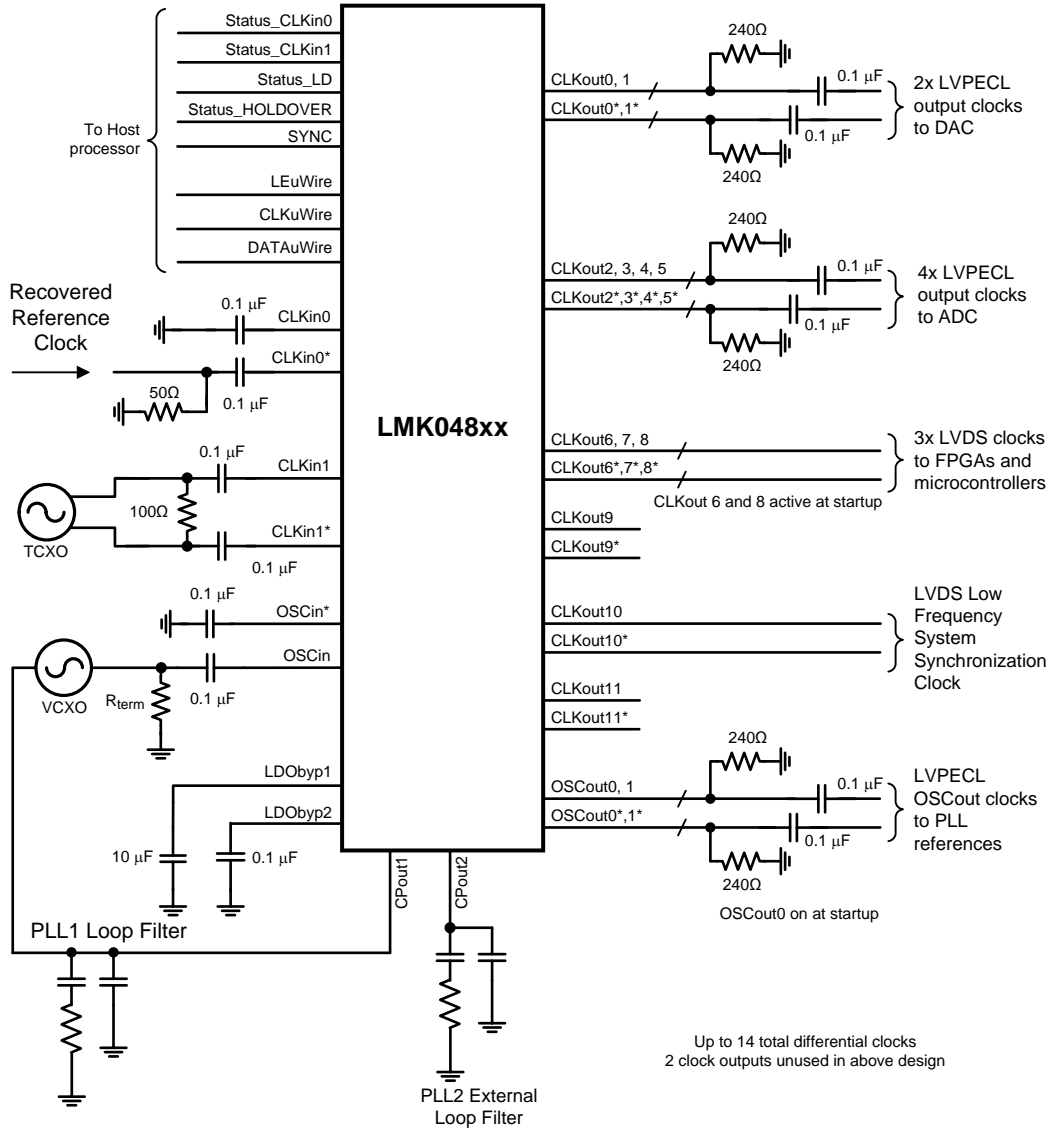 Status_CLKin0
Status_CLKin1
Status_LD
Status_HOLDOVER
SYNC
To Host
processor
LEuWire
CLKuWire
DATAuWire
Recovered
Reference
Clock
0.1 µF
CLKin0
CLKin0*
50Ω
0.1 µF
0.1 µF
CLKin1
100Ω
CLKin1*
TCXO
0.1 µF
0.1 µF
OSCin*
OSCin
VCXO
Rterm
0.1 µF
LDObyp1
LDObyp2
10 µF
0.1 µF
CPout1
CPout2
PLL1 Loop Filter
PLL2 External
Loop Filter
LMK048xx
240Ω
CLKout0, 1
0.1 µF
CLKout0*,1*
0.1 µF
240Ω
2x LVPECL
output clocks
to DAC
240Ω
CLKout2, 3, 4, 5
0.1 µF
CLKout2*,3*,4*,5*
0.1 µF
240Ω
4x LVPECL
output clocks
to ADC
CLKout6, 7, 8
CLKout6*,7*,8*
CLKout 6 and 8 active at startup
3x LVDS clocks
to FPGAs and
microcontrollers
CLKout9
CLKout9*
CLKout10
CLKout10*
LVDS Low
Frequency
System
Synchronization
Clock
CLKout11
CLKout11*
240Ω
OSCout0, 1
0.1 µF
OSCout0*,1*
0.1 µF
240Ω
LVPECL
OSCout clocks
to PLL
references
OSCout0 on at startup
Up to 14 total differential clocks
2 clock outputs unused in above design